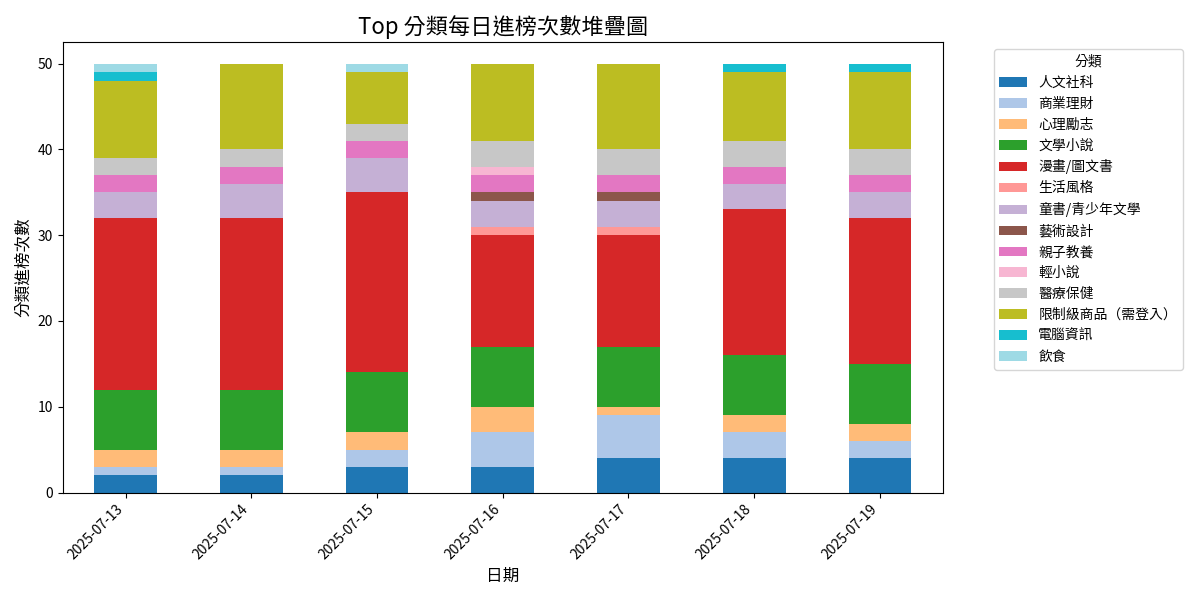 Top 分類每日進榜次數堆疊圖
分類進榜次數
50
40
30
20
10
0
2025-07-13
2025-07-14
2025-07-15
2025-07-16
2025-07-17
2025-07-18
2025-07-19
日期
分類
人文社科
商業理財
心理勵志
文學小說
漫畫/圖文書
生活風格
童書/青少年文學
藝術設計
親子教養
輕小說
醫療保健
限制級商品（需登入）
電腦資訊
飲食